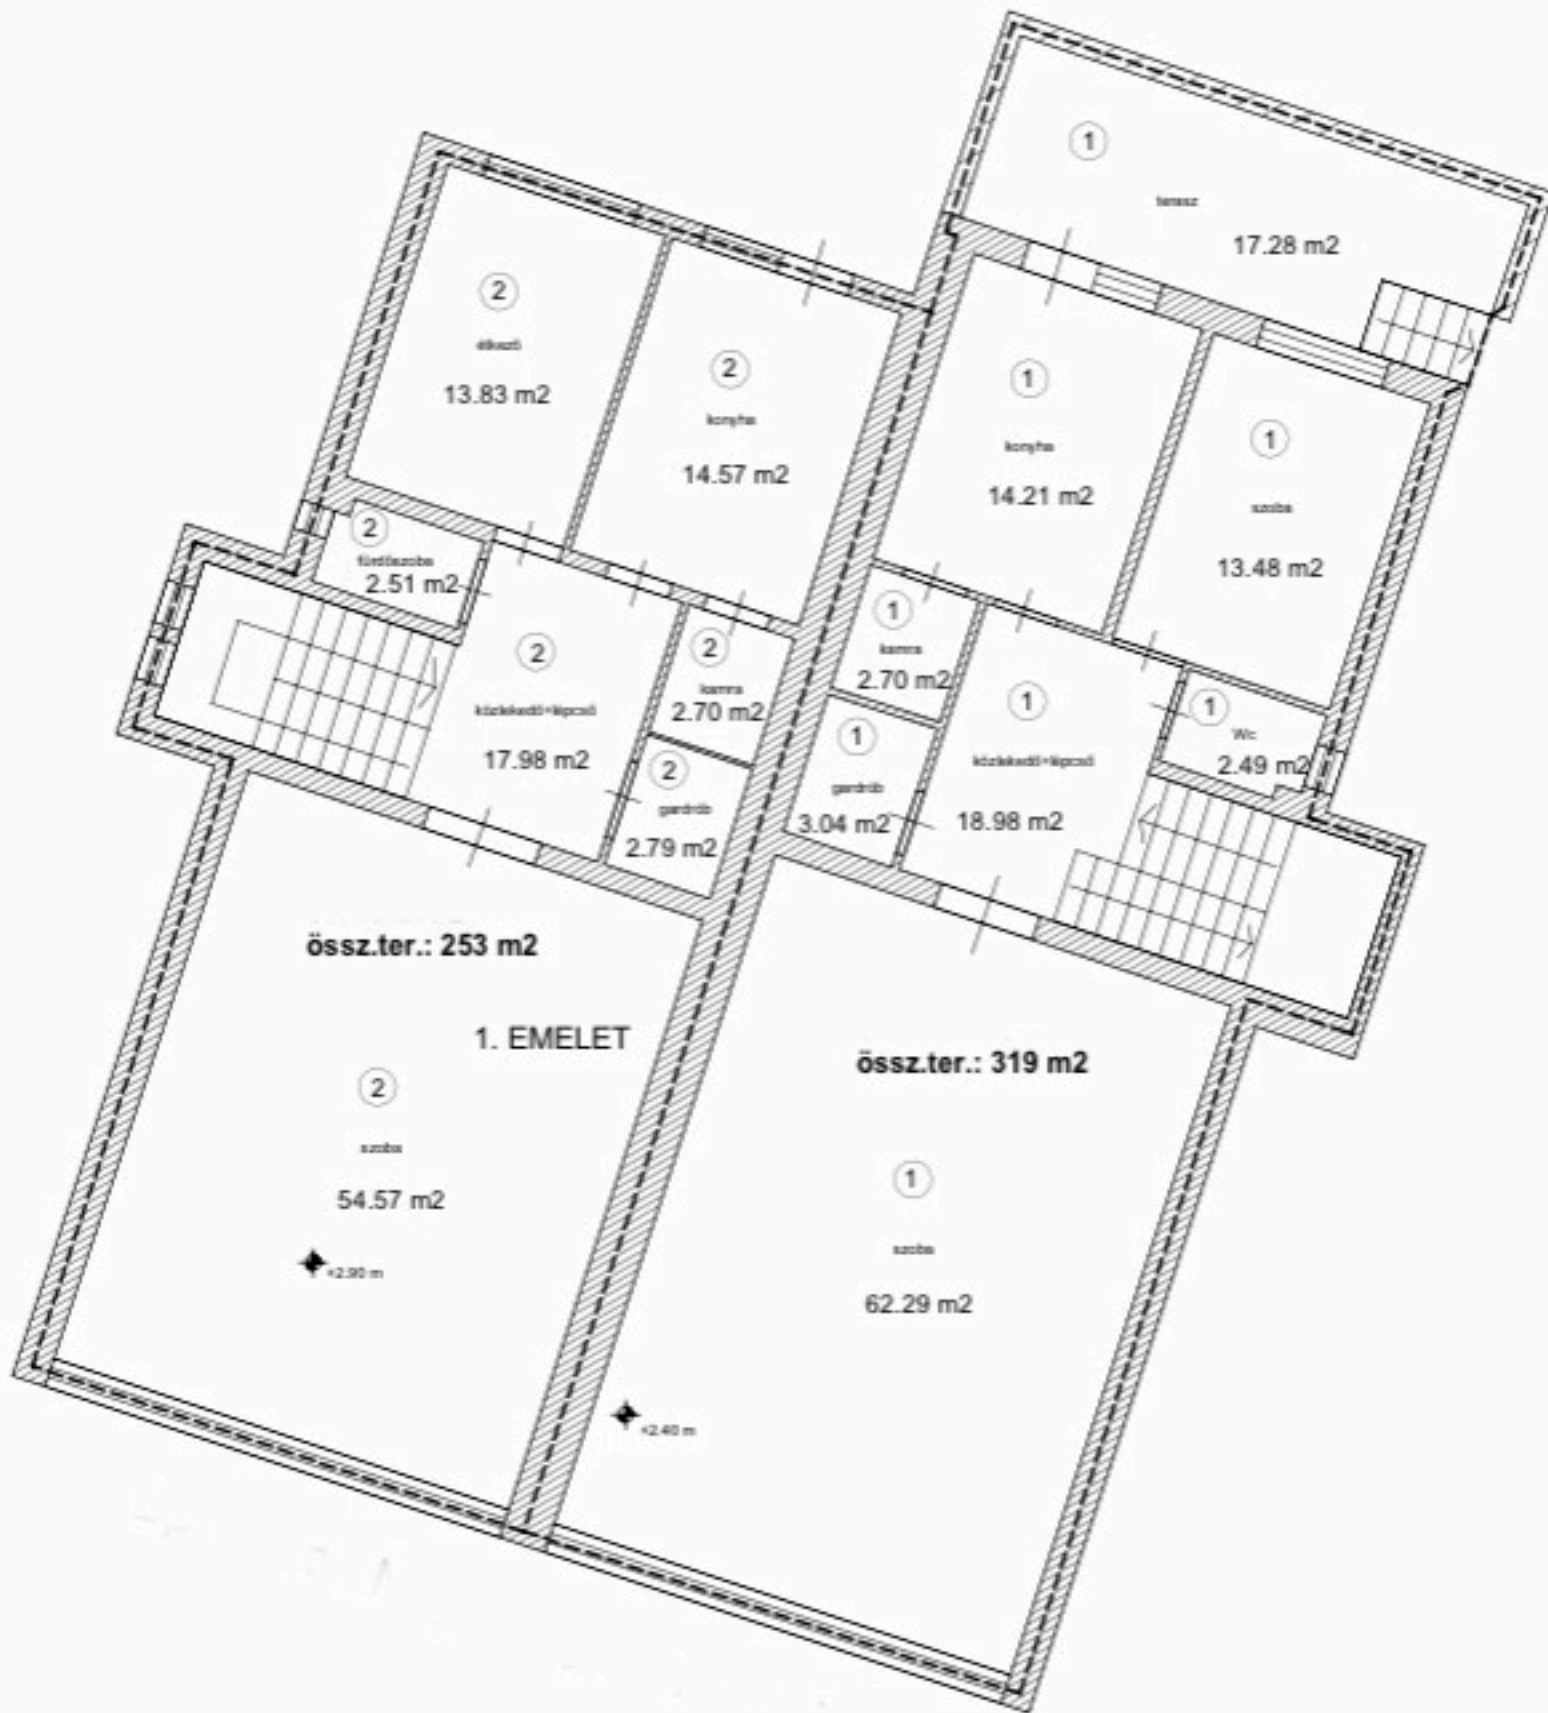 1
terasz
17.28 m2
2
étkező
13.83 m2
2
konyha
14.57 m2
1
konyha
14.21 m2
1
szoba
13.48 m2
2
fürdőszoba
2.51 m2
2
közlekedő+lépcső
17.98 m2
2
kamra
2.70 m2
2
gardrób
2.79 m2
1
kamra
2.70 m2
1
gardrób
3.04 m2
1
közlekedő+lépcső
18.98 m2
1
Wc
2.49 m2
össz.ter.: 253 m2
1. EMELET
2
szoba
54.57 m2
+2.90 m
össz.ter.: 319 m2
1
szoba
62.29 m2
+2.40 m